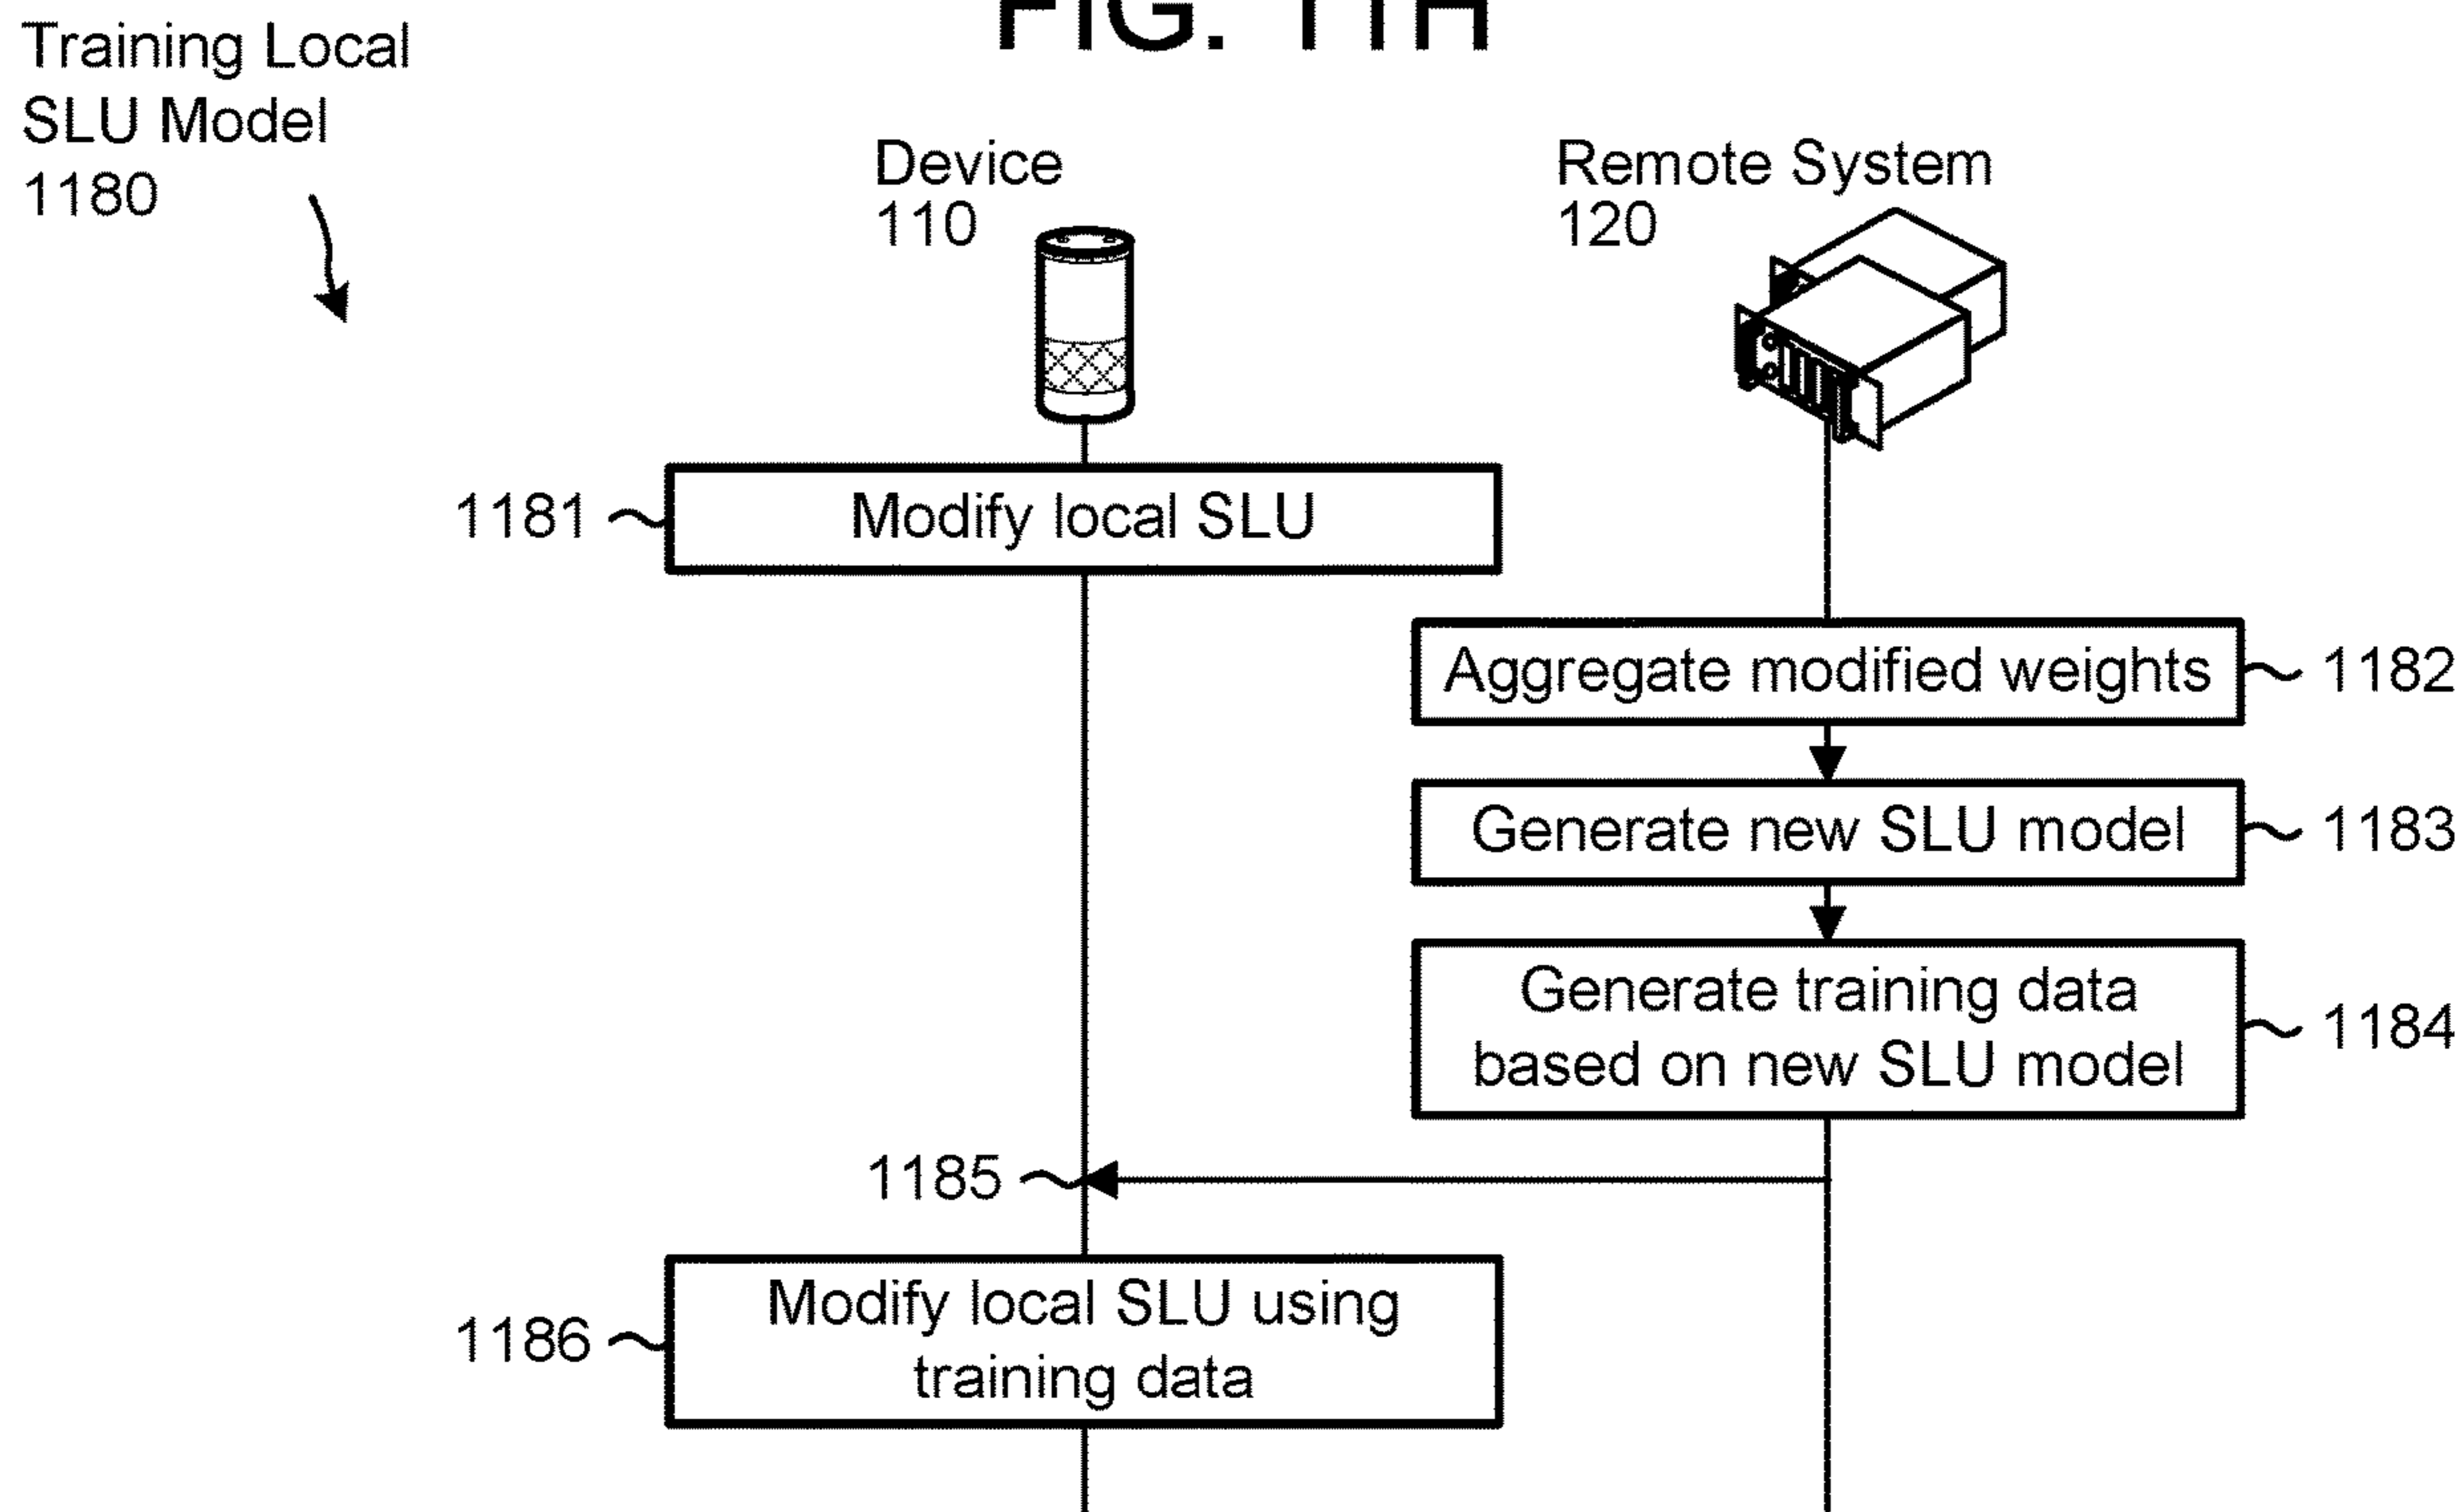 FIG. 11H
Training Local
SLU Model
1180
Device
110
Remote System
120
1181
Modify local SLU
Aggregate modified weights
1182
Generate new SLU model
1183
Generate training data
based on new SLU model
1184
1185
1186
Modify local SLU using
training data